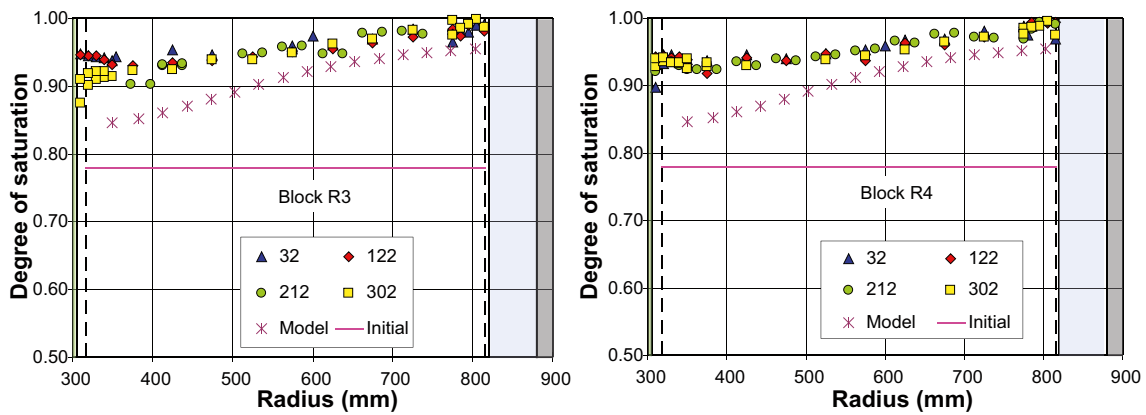 Degree of saturation
1.00
0.90
0.80
0.70
0.60
0.50
Block R3
32 122
212 302
Model Initial
300 400 500 600 700 800 900
Radius (mm)
Degree of saturation
1.00
0.90
0.80
0.70
0.60
0.50
Block R4
32 122
212 302
Model Initial
300 400 500 600 700 800 900
Radius (mm)